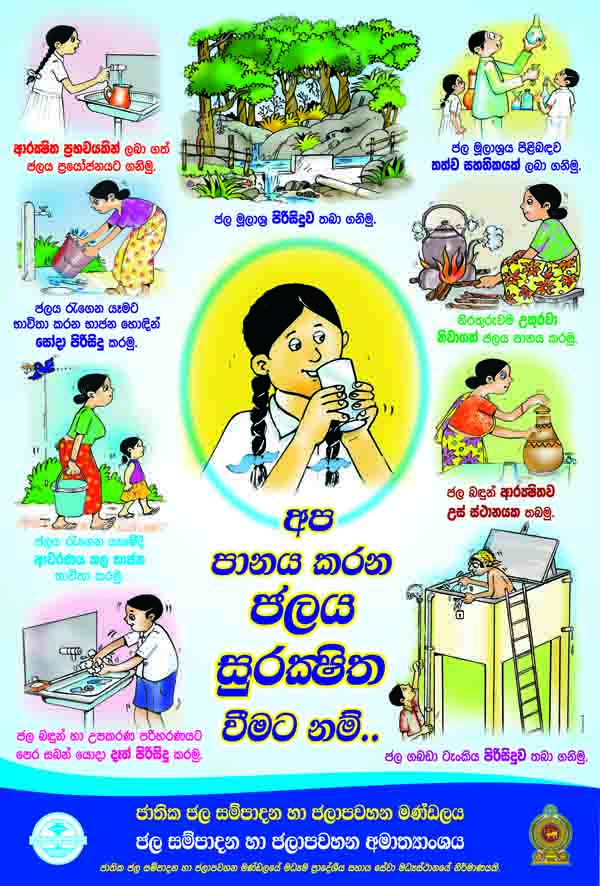 ආරක්‍ෂිත ප්‍රභවයකින් ලබා ගත්
ජලය ප්‍රයෝජනයට ගනිමු.
ජල මූලාශ්‍ර පිරිසිදුව තබා ගනිමු.
ජල මූලාශ්‍රය පිළිබඳව
තත්ව සහතිකයක් ලබා ගනිමු.
ජලය රැගෙන යෑමට
භාවිතා කරන භාජන හොඳින්
සෝදා පිරිසිදු කරමු.
නිරතුරුවම උතුරවා
නිවාගත් ජලය පානය කරමු.
ජලය රැගෙන යෑමේදී
ආවරණය කල භාජන
භාවිතා කරමු
ජල බඳුන් ආරක්‍ෂිතව
උස් ස්ථානයක තබමු.
ජල බඳුන් හා උපකරණ පරිහරණයට
පෙර සබන් යොදා දෑත් පිරිසිදු කරමු.
ජල ගබඩා ටැංකිය පිරිසිදුව තබා ගනිමු.
අප
පානය කරන
ජලය
සුරක්‍ෂිත
වීමට නම්..
ජාතික ජල සම්පාදන හා ජලාපවහන මණ්ඩලය
ජල සම්පාදන හා ජලාපවහන අමාත්‍යාංශය
ජාතික ජල සම්පාදන හා ජලාපවහන මණ්ඩලයේ මධ්‍යම ප්‍රාදේශීය සහාය සේවා මධ්‍යස්ථානයේ නිර්මාණයකි.